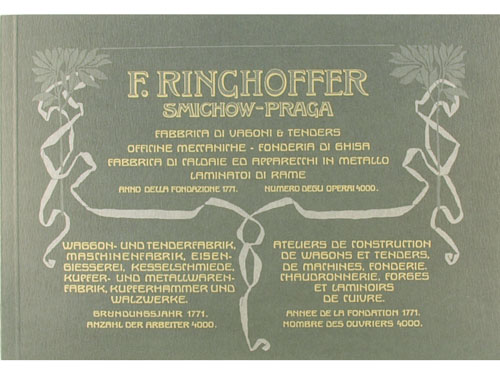 F. RINGHOFFER
SMICHOW-PRAGA
FABBRICA DI VAGONI & TENDERS
OFFICINE MECCANICHE - FONDERIA DI GHISA
FABBRICA DI CALDAIE ED APPARECCHI IN METALLO
LAMINATOI DI RAME
ANNO DELLA FONDAZIONE 1771. NUMERO DEGLI OPERAI 4000.
WAGGON- UND TENDERFABRIK,
MASCHINENFABRIK, EISEN-
GIESSEREI, KESSELSCHMIEDE,
KUPFER- UND METALLWAREN-
FABRIK, KUPFERHAMMER UND
WALZWERKE.
GRÜNDUNGSJAHR 1771.
ANZAHL DER ARBEITER 4000.
ATELIERS DE CONSTRUCTION
DE WAGONS ET TENDERS,
DE MACHINES, FONDERIE,
CHAUDRONNERIE, FORGES
ET LAMINOIRS
DE CUIVRE.
ANNEE DE LA FONDATION 1771.
NOMBRE DES OUVRIERS 4000.